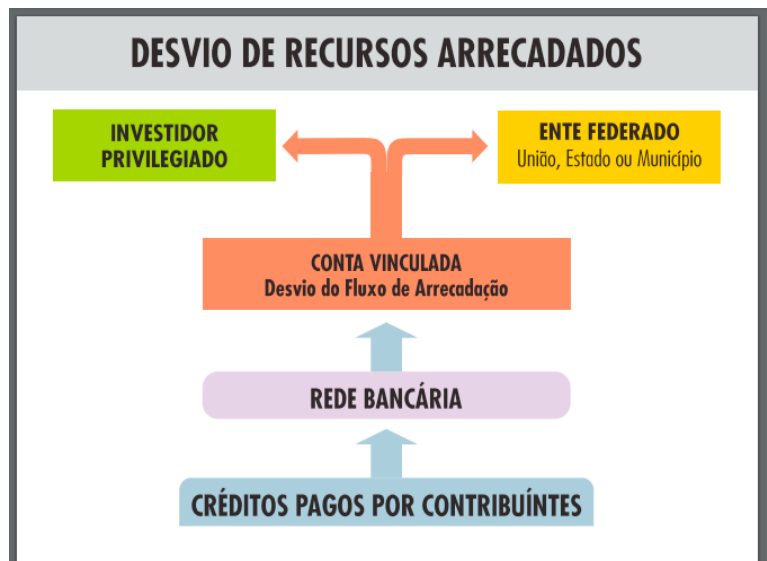 DESVIO DE RECURSOS ARRECADADOS
INVESTIDOR
PRIVILEGIADO
ENTE FEDERADO
União, Estado ou Município
CONTA VINCULADA
Desvio do Fluxo de Arrecadação
REDE BANCÁRIA
CRÉDITOS PAGOS POR CONTRIBUÍNTES